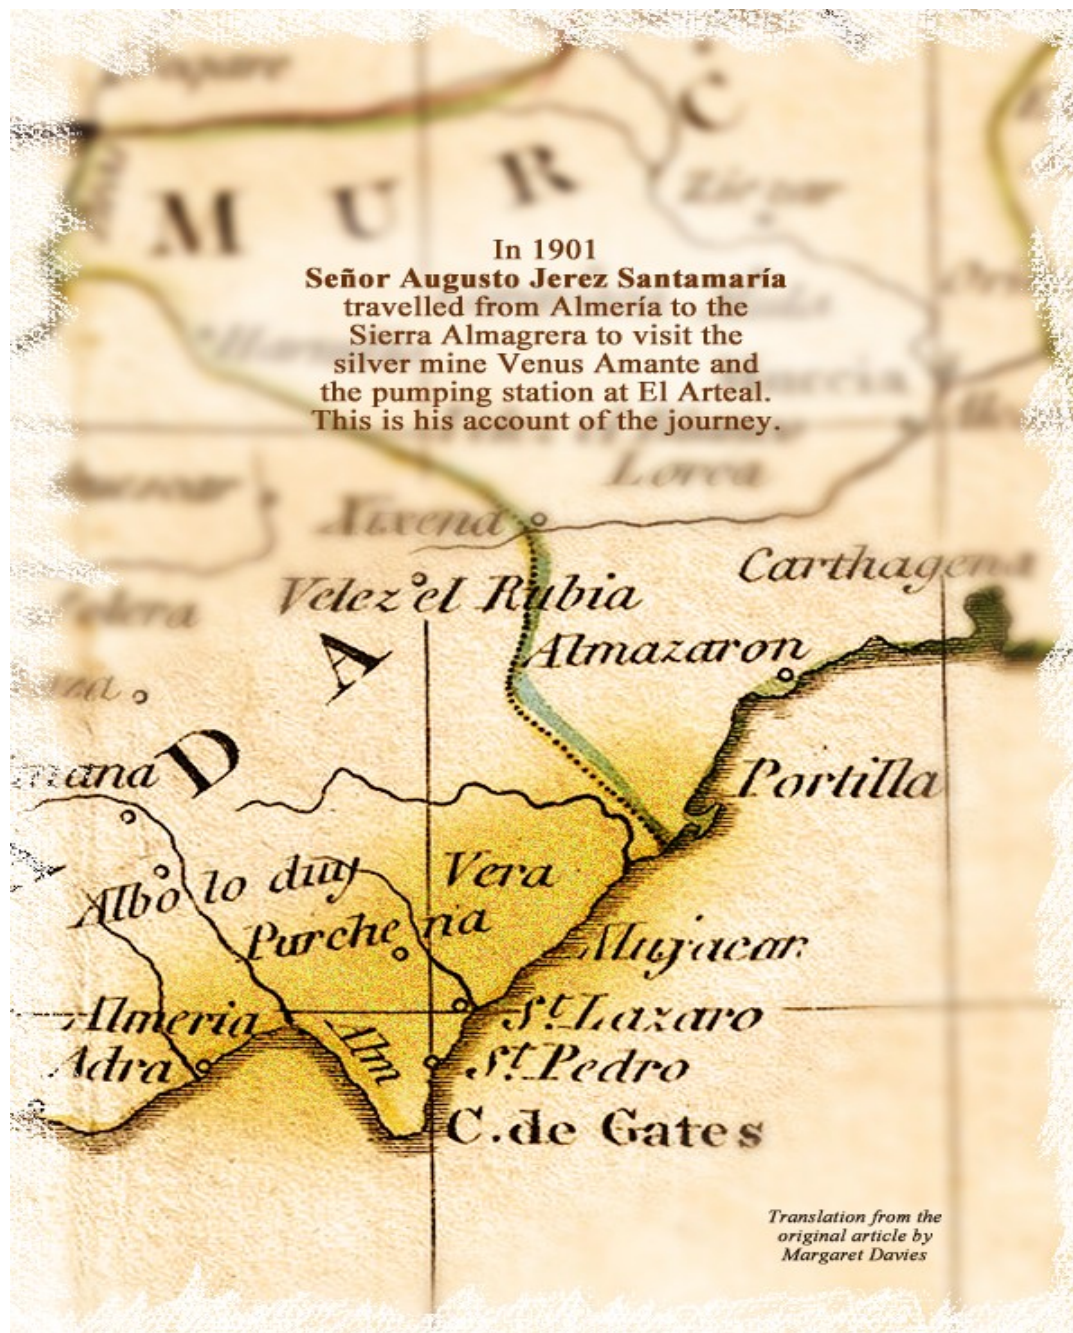 M U R C
In 1901
Señor Augusto Jerez Santamaría
travelled from Almería to the
Sierra Almagrera to visit the
silver mine Venus Amante and
the pumping station at El Arteal.
This is his account of the journey.
Lorca
Xixena
Carthagena
Velez el Rubia
Almazaron
A
D
Portilla
Vera
Albo lo duy
Purchena
Mujacar
Almeria
Alm
St. Lazaro
Adra
St. Pedro
C. de Gates
Translation from the
original article by
Margaret Davies